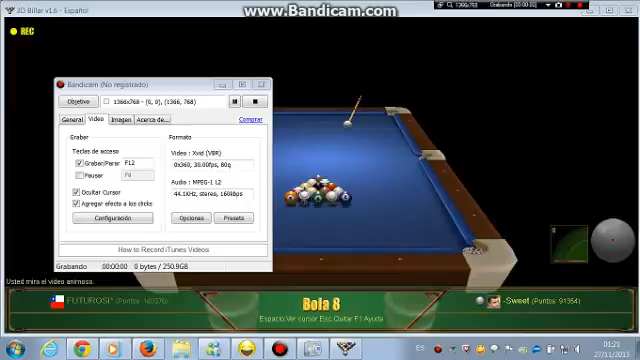 3D Billar v1.6 - Español
www.Bandicam.com
1366x768
Grabando [00:00:00]
REC
Bandicam (No registrado)
Objetivo
1366x768 - (0, 0), (1366, 768)
General
Video
Imagen
Acerca de...
Comprar
Grabar
Teclas de acceso
Grabar/Parar
F12
Pausar
Ocultar Cursor
Agregar efecto a los clicks
Configuración
Formato
Video : Xvid (VBR)
0x360, 30.00fps, 80q
Audio : MPEG-1 L2
44.1KHz, stereo, 160kbps
Opciones
Presets
How to Record iTunes Videos
Grabando
00:00:00
0 bytes / 250.9GB
Usted mira el video animoso.
FUTUROSI* (Puntos: 160376)
Bola 8
-Sweet (Puntos: 91354)
Espacio:Ver cursor Esc:Quitar F1:Ayuda
ES
01:21
27/11/2013